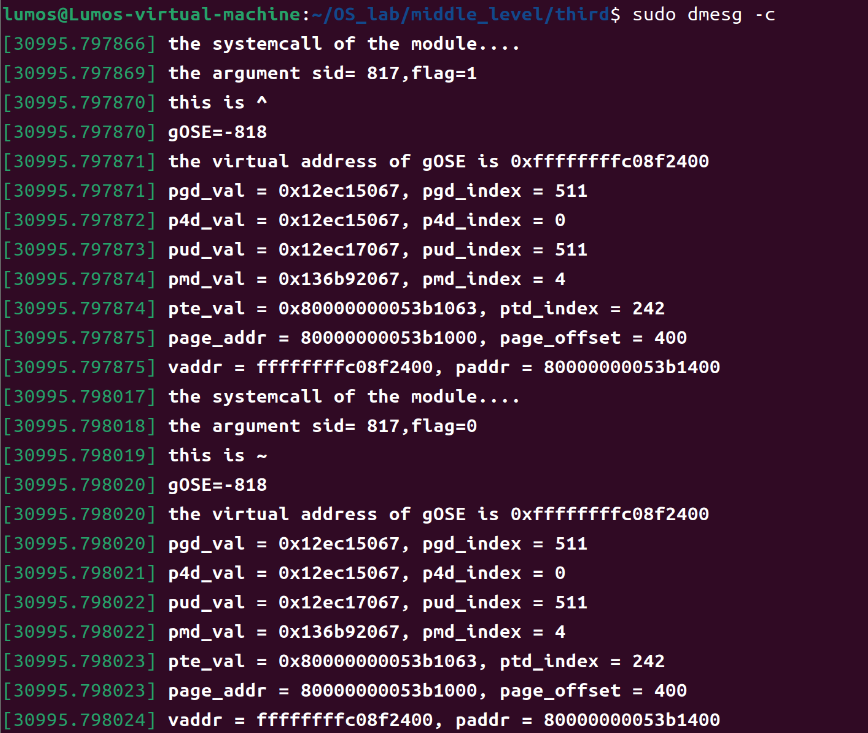 lumos@Lumos-virtual-machine:~/OS_lab/middle_level/third$ sudo dmesg -c
[30995.797866] the systemcall of the module....
[30995.797869] the argument sid= 817,flag=1
[30995.797870] this is ^
[30995.797870] gOSE=-818
[30995.797871] the virtual address of gOSE is 0xffffffffc08f2400
[30995.797871] pgd_val = 0x12ec15067, pgd_index = 511
[30995.797872] p4d_val = 0x12ec15067, p4d_index = 0
[30995.797873] pud_val = 0x12ec17067, pud_index = 511
[30995.797874] pmd_val = 0x136b92067, pmd_index = 4
[30995.797874] pte_val = 0x80000000053b1063, ptd_index = 242
[30995.797875] page_addr = 80000000053b1000, page_offset = 400
[30995.797875] vaddr = ffffffffc08f2400, paddr = 80000000053b1400
[30995.798017] the systemcall of the module....
[30995.798018] the argument sid= 817,flag=0
[30995.798019] this is ~
[30995.798020] gOSE=-818
[30995.798020] the virtual address of gOSE is 0xffffffffc08f2400
[30995.798020] pgd_val = 0x12ec15067, pgd_index = 511
[30995.798021] p4d_val = 0x12ec15067, p4d_index = 0
[30995.798022] pud_val = 0x12ec17067, pud_index = 511
[30995.798022] pmd_val = 0x136b92067, pmd_index = 4
[30995.798023] pte_val = 0x80000000053b1063, ptd_index = 242
[30995.798023] page_addr = 80000000053b1000, page_offset = 400
[30995.798024] vaddr = ffffffffc08f2400, paddr = 80000000053b1400